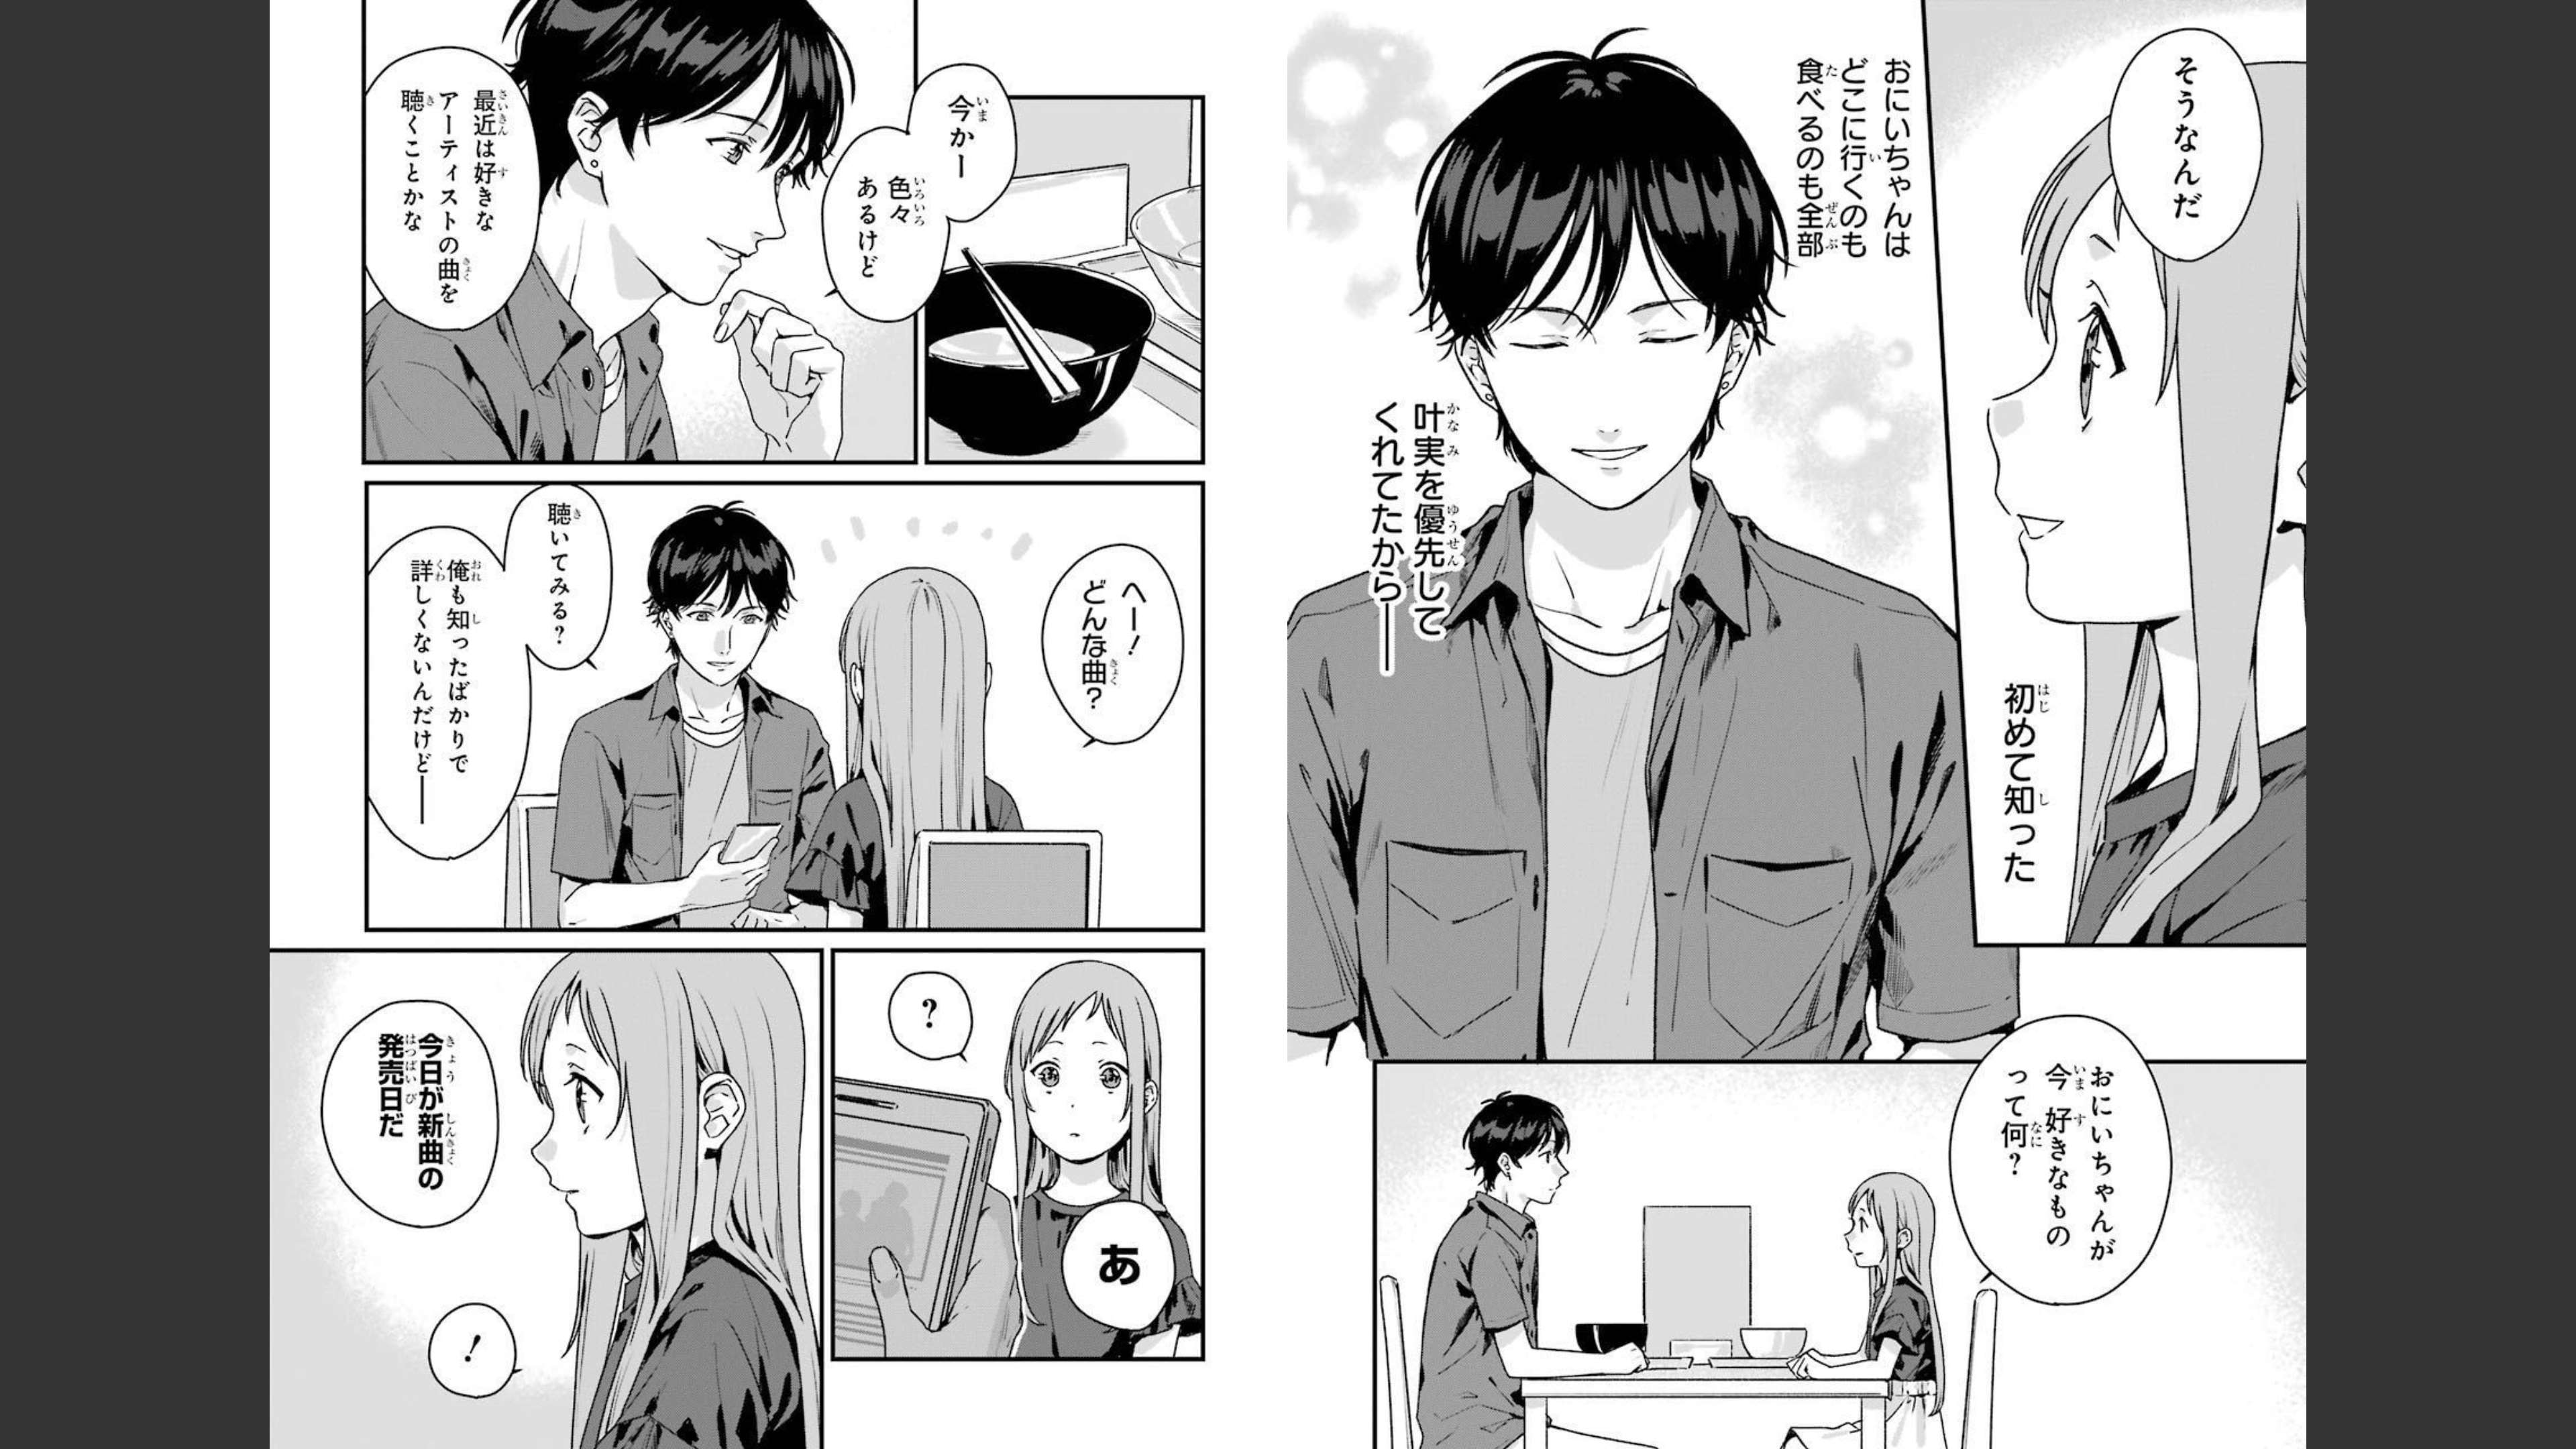 そうなんだ
初めて知った
おにいちゃんは
どこに行くのも
食べるのも全部
叶実を優先して
くれてたから──
おにいちゃんが
今 好きなもの
って何?
今かー
色々
あるけど
最近は好きな
アーティストの曲を
聴くことかな
へー!
どんな曲?
聴いてみる?
俺も知ったばかりで
詳しくないんだけど──
?
あ
今日が新曲の
発売日だ
!